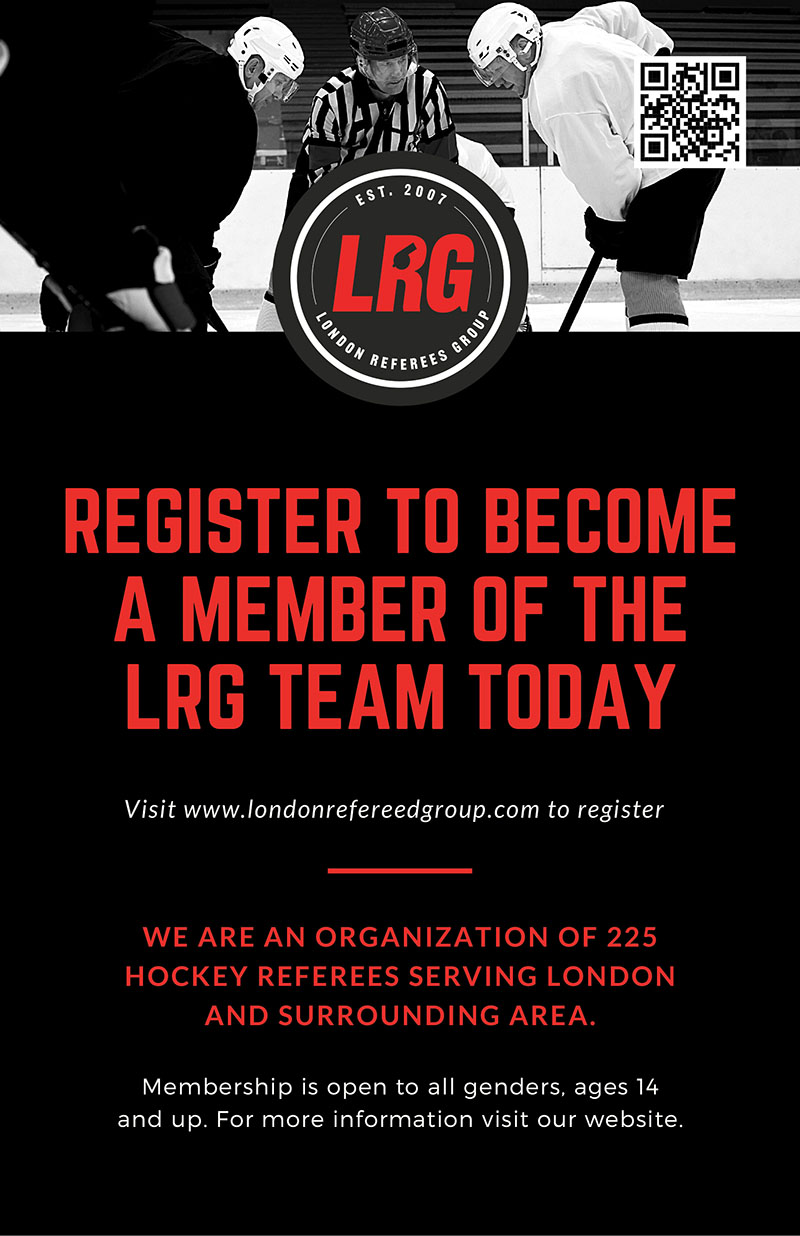 EST. 2007
LRG
LONDON REFEREES GROUP
REGISTER TO BECOME
A MEMBER OF THE
LRG TEAM TODAY
Visit www.londonrefereedgroup.com to register
WE ARE AN ORGANIZATION OF 225
HOCKEY REFEREES SERVING LONDON
AND SURROUNDING AREA.
Membership is open to all genders, ages 14
and up. For more information visit our website.